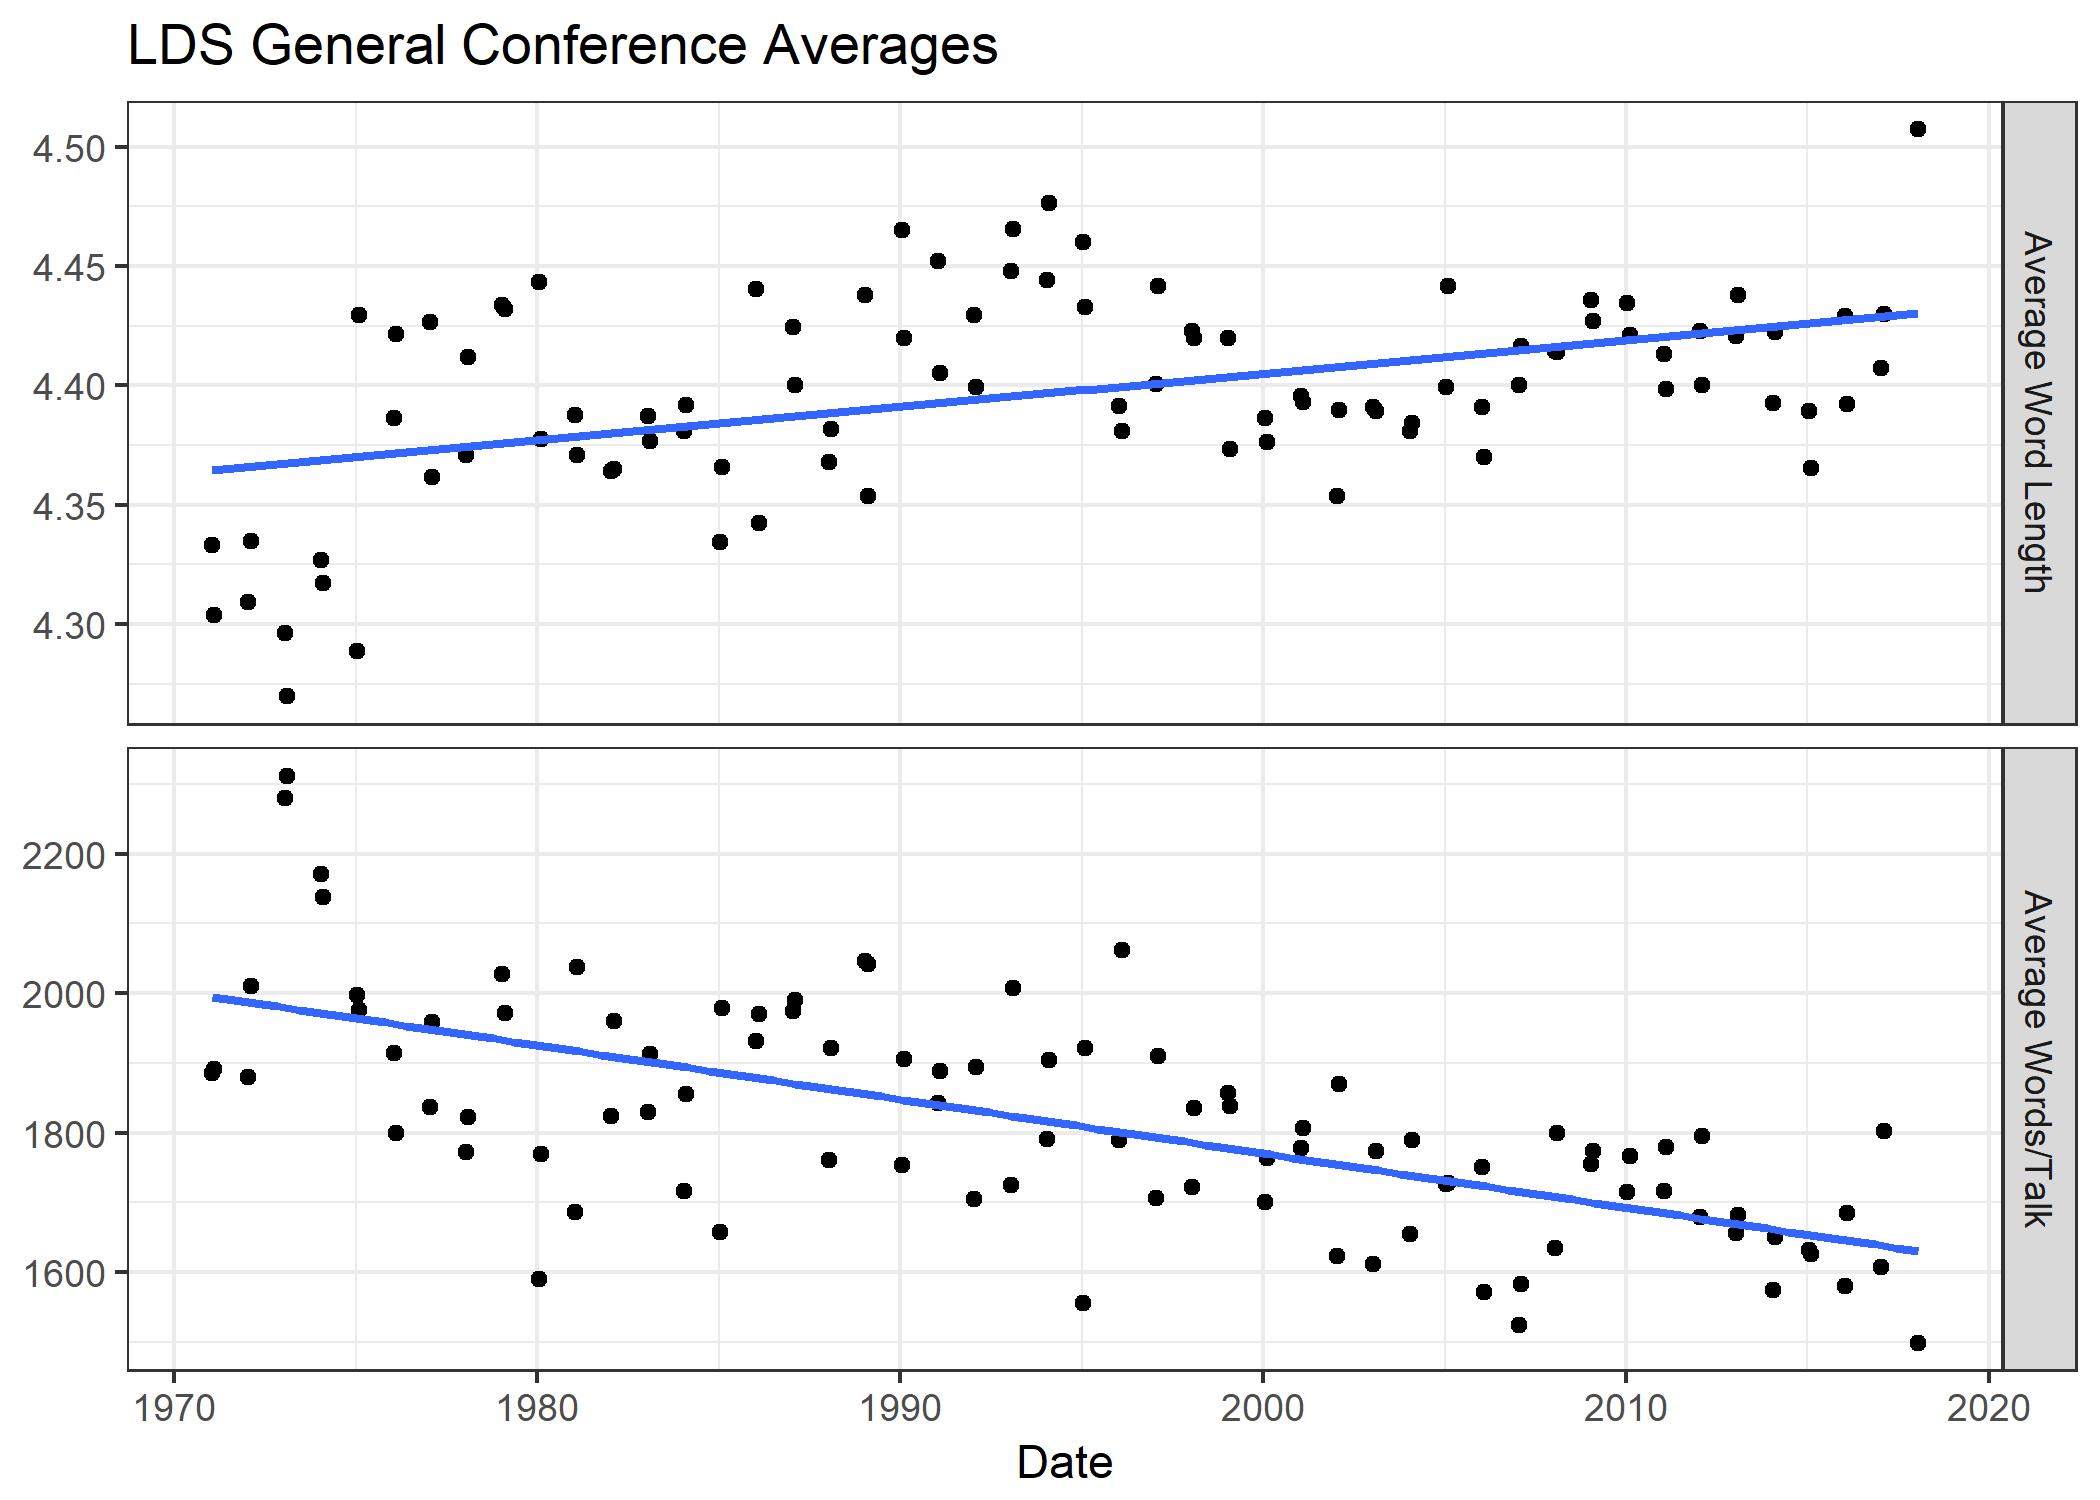 LDS General Conference Averages
4.50
4.45
4.40
4.35
4.30
Average Word Length
2200
2000
1800
1600
Average Words/Talk
1970 1980 1990 2000 2010 2020
Date